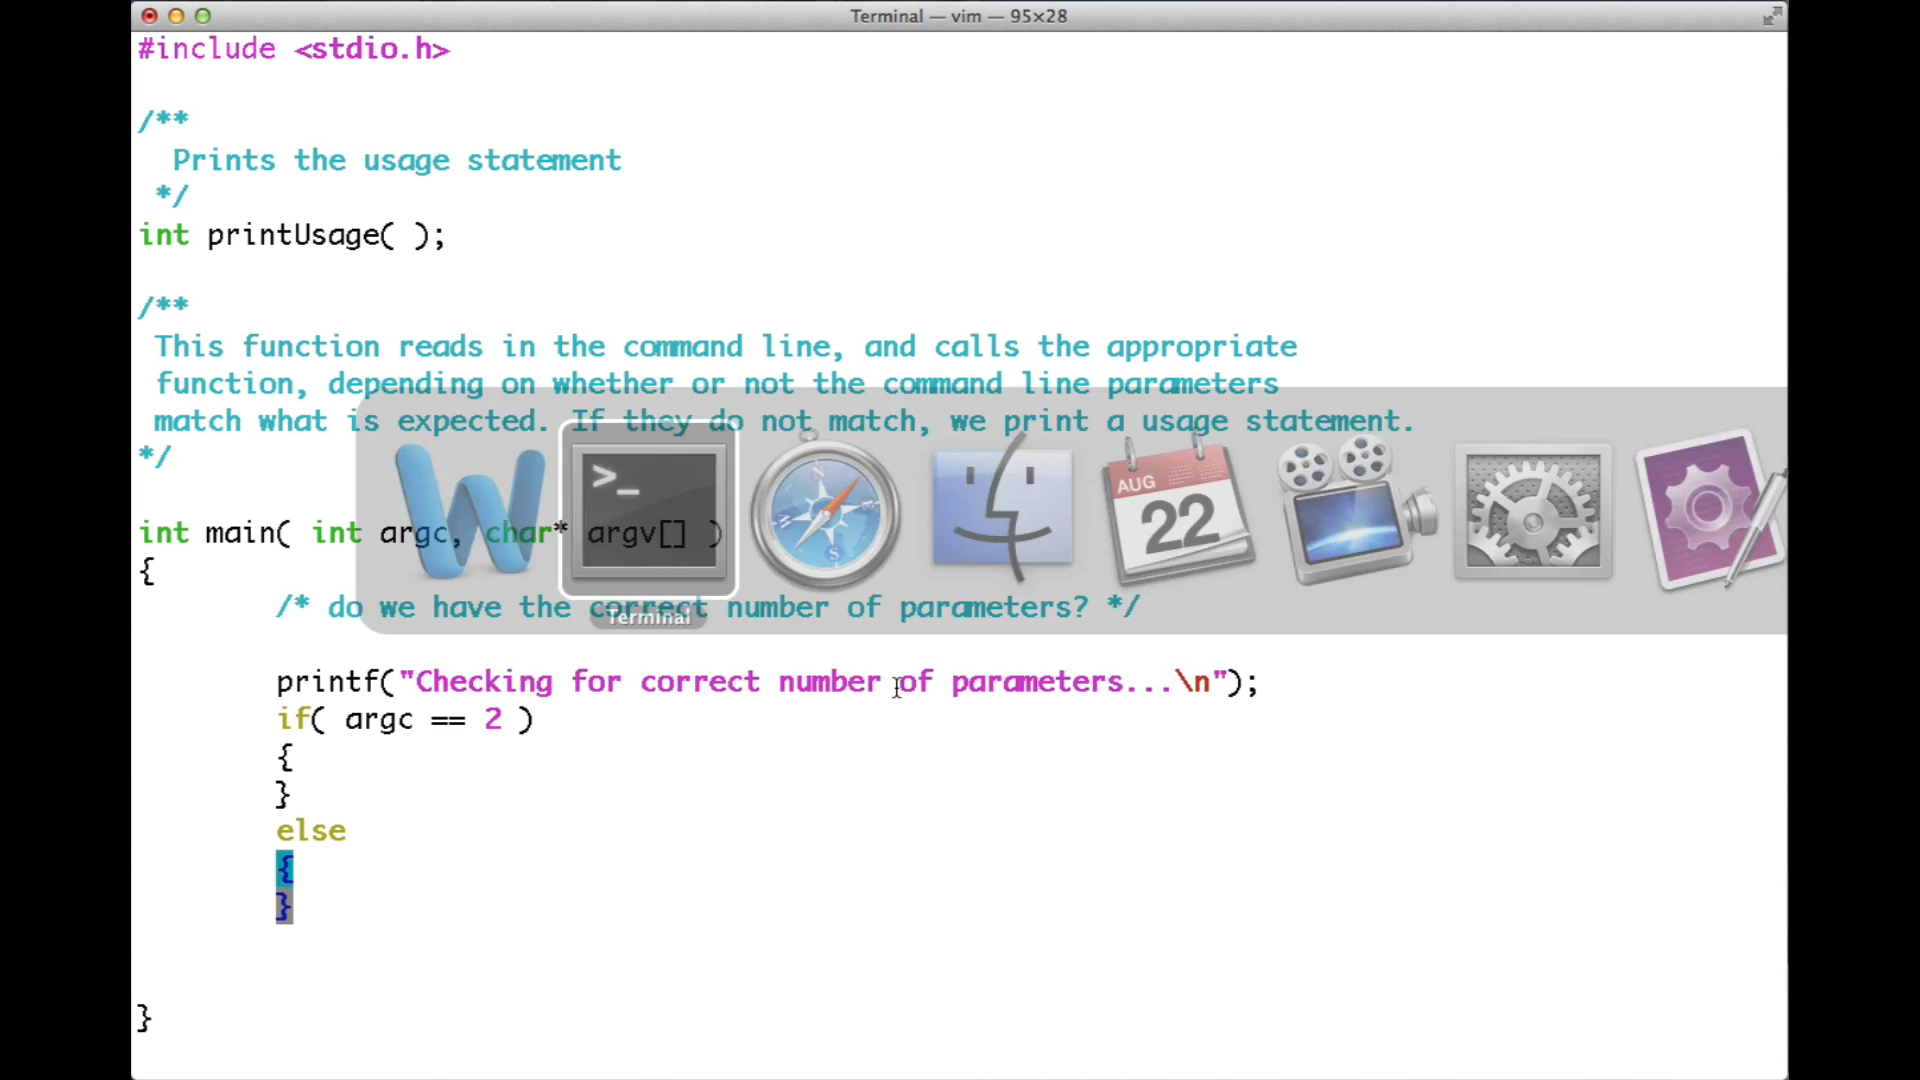 Terminal — vim — 95×28
#include <stdio.h>
/**
Prints the usage statement
*/
int printUsage( );
/**
This function reads in the command line, and calls the appropriate
function, depending on whether or not the command line parameters
match what is expected. If they do not match, we print a usage statement.
*/
AUG
22
>_
int main( int argc, char* argv[] )
{
/* do we have the correct number of parameters? */
Terminal
printf("Checking for correct number of parameters...\n");
if( argc == 2 )
{
}
else
{
}
}